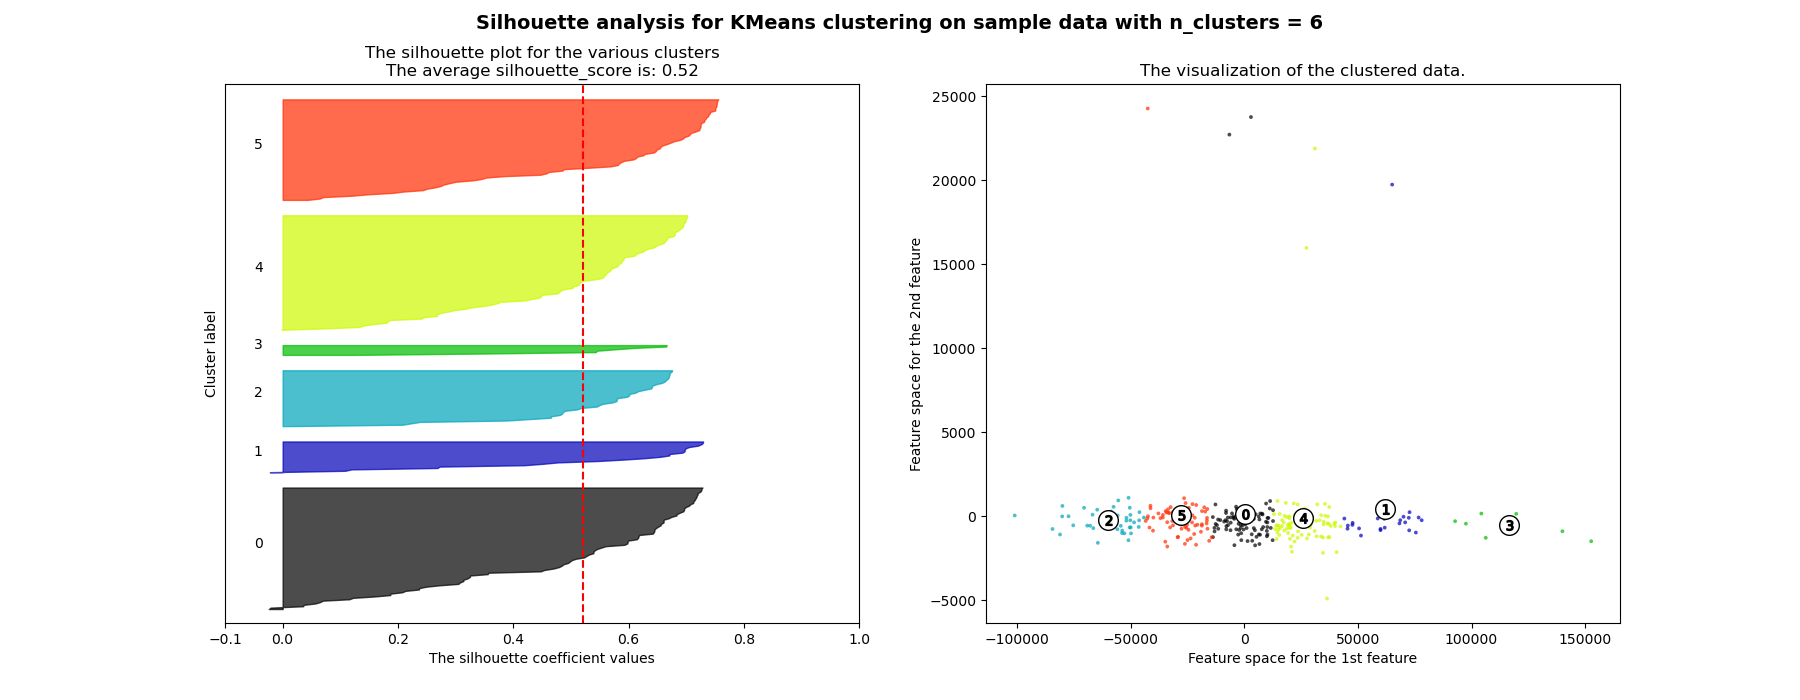 Silhouette analysis for KMeans clustering on sample data with n_clusters = 6
The silhouette plot for the various clusters
The average silhouette_score is: 0.52
Cluster label
5
4
3
2
1
0
−0.1 0.0 0.2 0.4 0.6 0.8 1.0
The silhouette coefficient values
The visualization of the clustered data.
Feature space for the 2nd feature
25000
20000
15000
10000
5000
0
−5000
2 5 0 4 1 3
−100000 −50000 0 50000 100000 150000
Feature space for the 1st feature